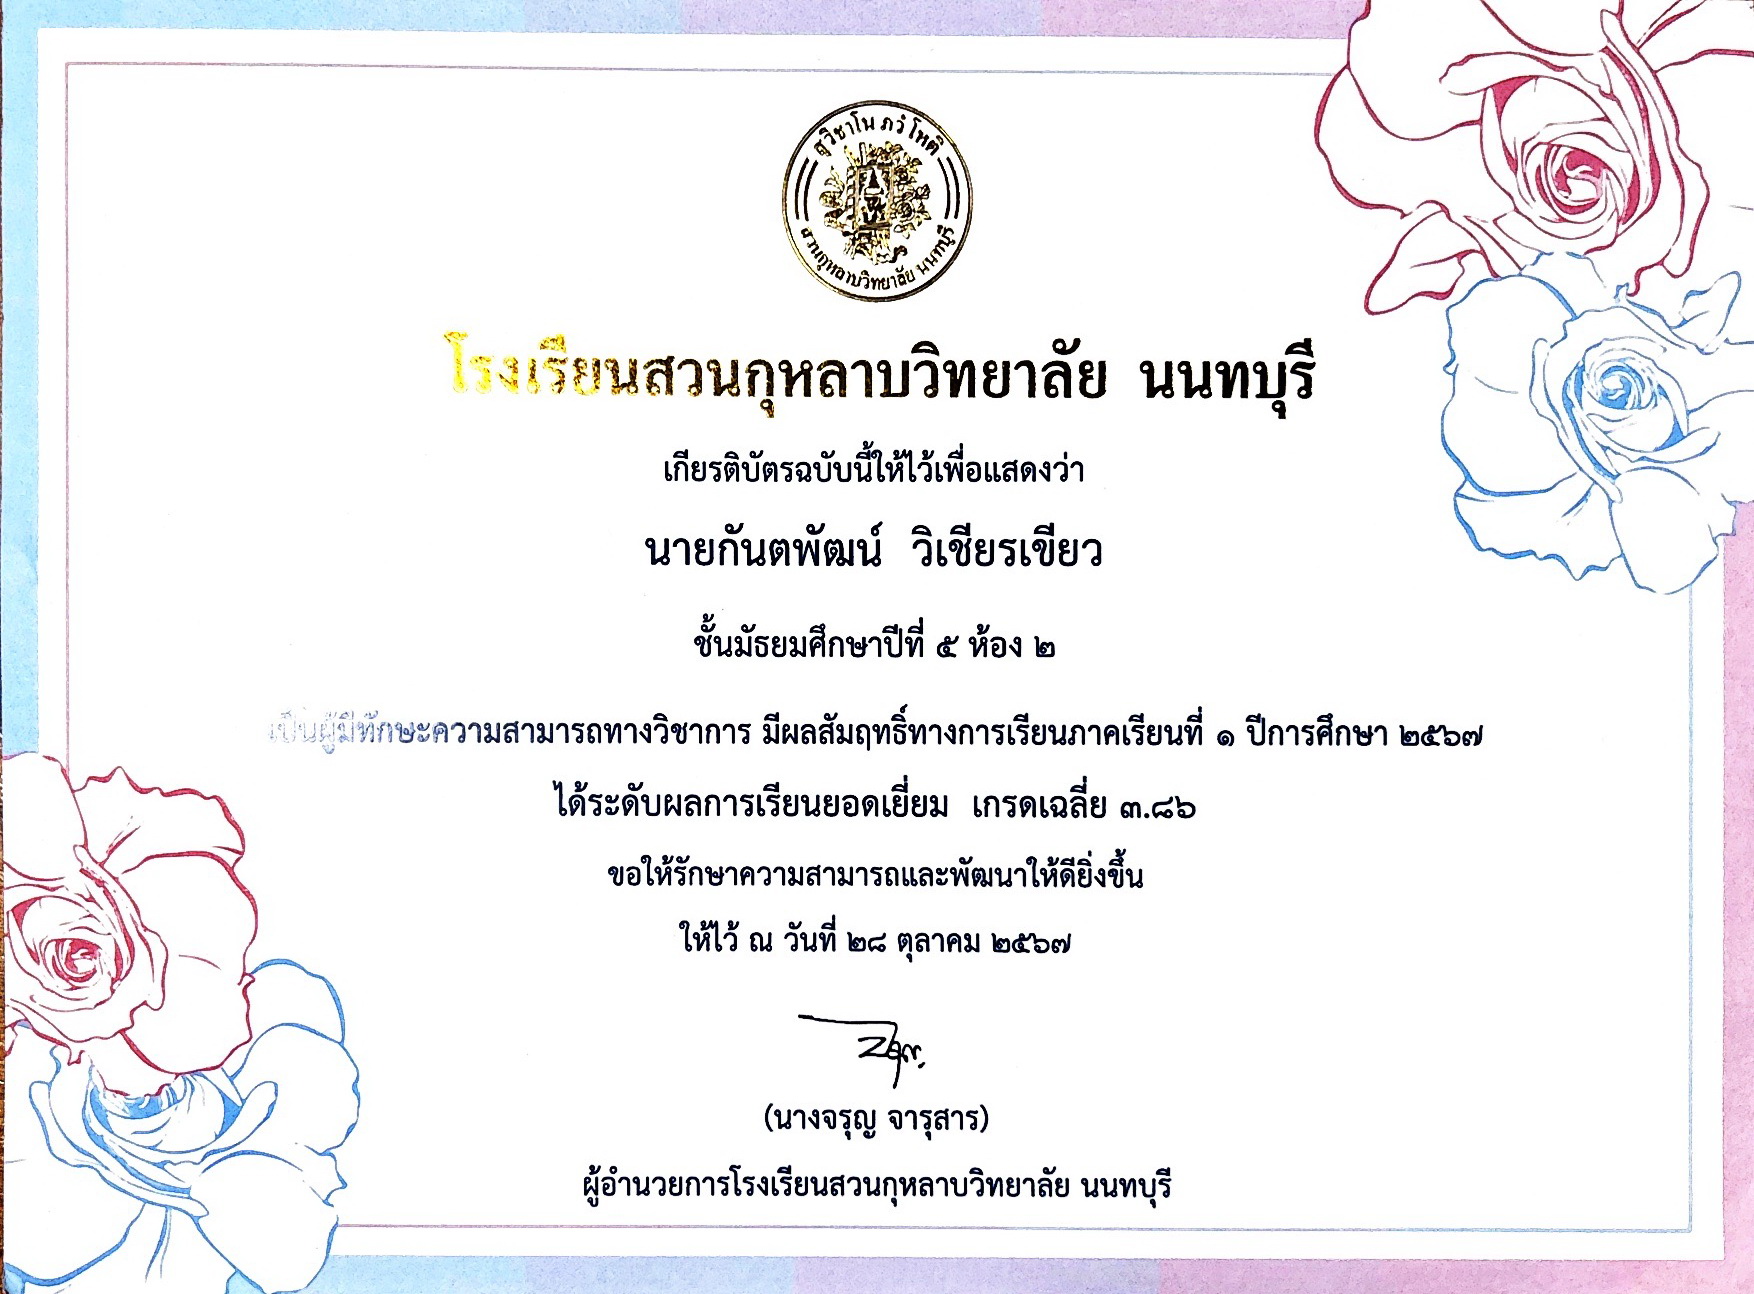 สุวิชาโน ภวํ โหติ
สวนกุหลาบวิทยาลัย นนทบุรี
โรงเรียนสวนกุหลาบวิทยาลัย นนทบุรี
เกียรติบัตรฉบับนี้ให้ไว้เพื่อแสดงว่า
นายกันตพัฒน์ วิเชียรเขียว
ชั้นมัธยมศึกษาปีที่ ๕ ห้อง ๒
เป็นผู้มีทักษะความสามารถทางวิชาการ มีผลสัมฤทธิ์ทางการเรียนภาคเรียนที่ ๑ ปีการศึกษา ๒๕๖๗
ได้ระดับผลการเรียนยอดเยี่ยม เกรดเฉลี่ย ๓.๘๖
ขอให้รักษาความสามารถและพัฒนาให้ดียิ่งขึ้น
ให้ไว้ ณ วันที่ ๒๘ ตุลาคม ๒๕๖๗
(นางจรุญ จารุสาร)
ผู้อำนวยการโรงเรียนสวนกุหลาบวิทยาลัย นนทบุรี